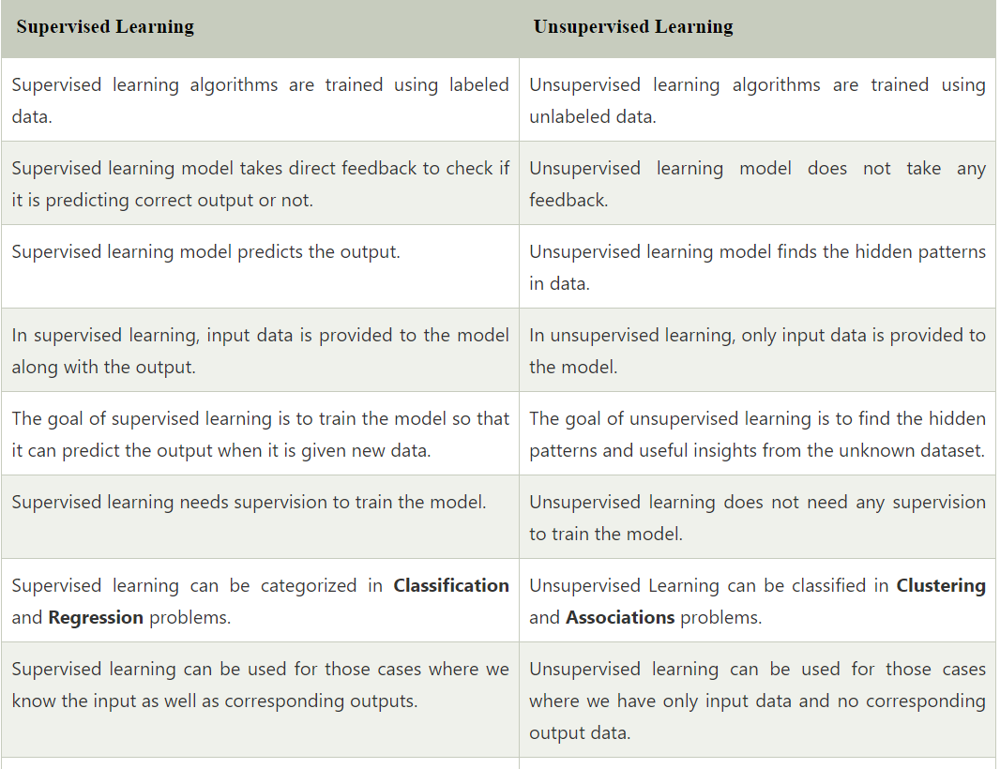 Supervised Learning
Unsupervised Learning
Supervised learning algorithms are trained using labeled
data.
Unsupervised learning algorithms are trained using
unlabeled data.
Supervised learning model takes direct feedback to check if
it is predicting correct output or not.
Unsupervised learning model does not take any
feedback.
Supervised learning model predicts the output.
Unsupervised learning model finds the hidden patterns
in data.
In supervised learning, input data is provided to the model
along with the output.
In unsupervised learning, only input data is provided to
the model.
The goal of supervised learning is to train the model so that
it can predict the output when it is given new data.
The goal of unsupervised learning is to find the hidden
patterns and useful insights from the unknown dataset.
Supervised learning needs supervision to train the model.
Unsupervised learning does not need any supervision
to train the model.
Supervised learning can be categorized in Classification
and Regression problems.
Unsupervised Learning can be classified in Clustering
and Associations problems.
Supervised learning can be used for those cases where we
know the input as well as corresponding outputs.
Unsupervised learning can be used for those cases
where we have only input data and no corresponding
output data.